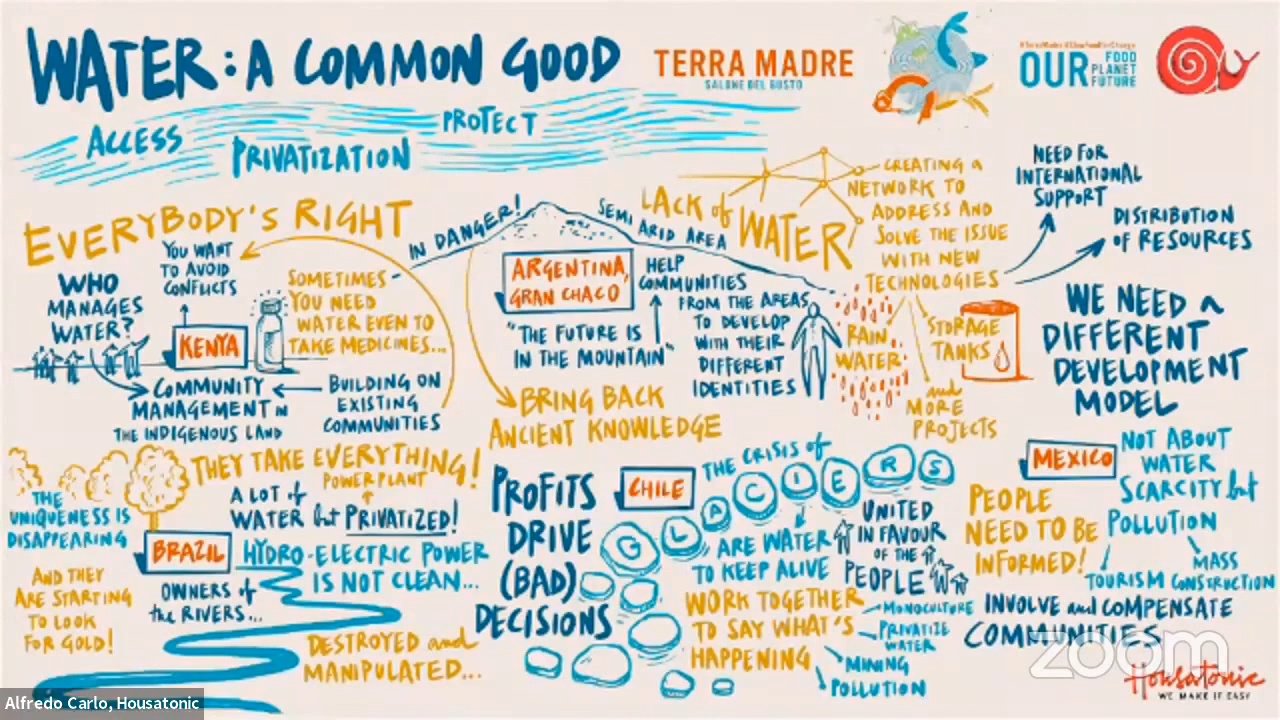 WATER: A COMMON GOOD
TERRA MADRE
SALONE DEL GUSTO
OUR
FOOD
PLANET
FUTURE
ACCESS
PRIVATIZATION
PROTECT
EVERYBODY'S RIGHT
WHO
MANAGES
WATER?
YOU WANT
TO AVOID
CONFLICTS
KENYA
SOMETIMES
YOU NEED
WATER EVEN TO
TAKE MEDICINES...
COMMUNITY
MANAGEMENT IN
THE INDIGENOUS LAND
BUILDING ON
EXISTING
COMMUNITIES
IN DANGER!
SEMI
ARID AREA
ARGENTINA,
GRAN CHACO
"THE FUTURE IS
IN THE MOUNTAIN"
BRING BACK
ANCIENT KNOWLEDGE
HELP
COMMUNITIES
FROM THE AREAS
TO DEVELOP
WITH THEIR
DIFFERENT
IDENTITIES
LACK of
WATER
CREATING A
NETWORK TO
ADDRESS AND
SOLVE THE ISSUE
WITH NEW
TECHNOLOGIES
RAIN
WATER
STORAGE
TANKS
and
MORE
PROJECTS
NEED FOR
INTERNATIONAL
SUPPORT
DISTRIBUTION
of RESOURCES
WE NEED A
DIFFERENT
DEVELOPMENT
MODEL
THE
UNIQUENESS IS
DISAPPEARING
AND THEY
ARE STARTING
TO LOOK
FOR GOLD!
BRAZIL
THEY TAKE EVERYTHING!
POWERPLANT
A LOT of
WATER but PRIVATIZED!
HYDRO-ELECTRIC POWER
IS NOT CLEAN...
OWNERS of
the RIVERS...
DESTROYED and
MANIPULATED...
PROFITS
DRIVE
(BAD)
DECISIONS
CHILE
THE CRISIS of
GLACIERS
ARE WATER
TO KEEP ALIVE
UNITED
IN FAVOUR
OF THE
PEOPLE
WORK TOGETHER
TO SAY WHAT'S
HAPPENING
MONOCULTURE
PRIVATIZE
WATER
MINING
POLLUTION
MEXICO
PEOPLE
NEED TO BE
INFORMED!
NOT ABOUT
WATER
SCARCITY but
POLLUTION
TOURISM
MASS
CONSTRUCTION
INVOLVE and COMPENSATE
COMMUNITIES
zoom
Housatonic
WE MAKE IT EASY
Alfredo Carlo, Housatonic